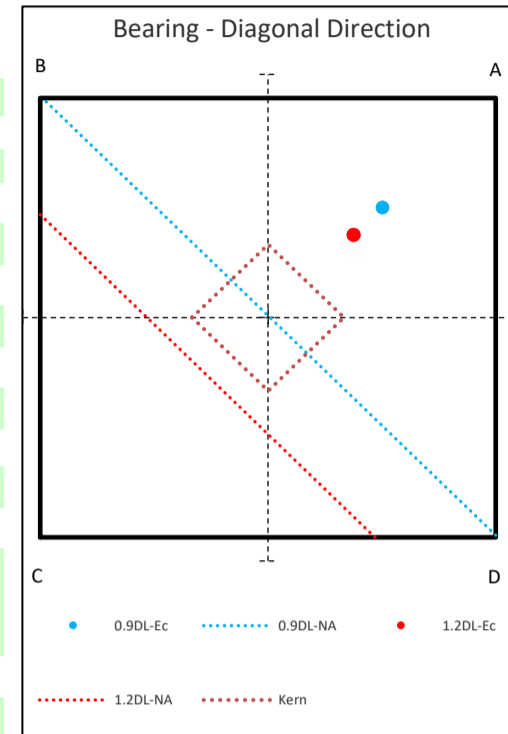 Bearing - Diagonal Direction
B
A
C
D
0.9DL-Ec
0.9DL-NA
1.2DL-Ec
1.2DL-NA
Kern